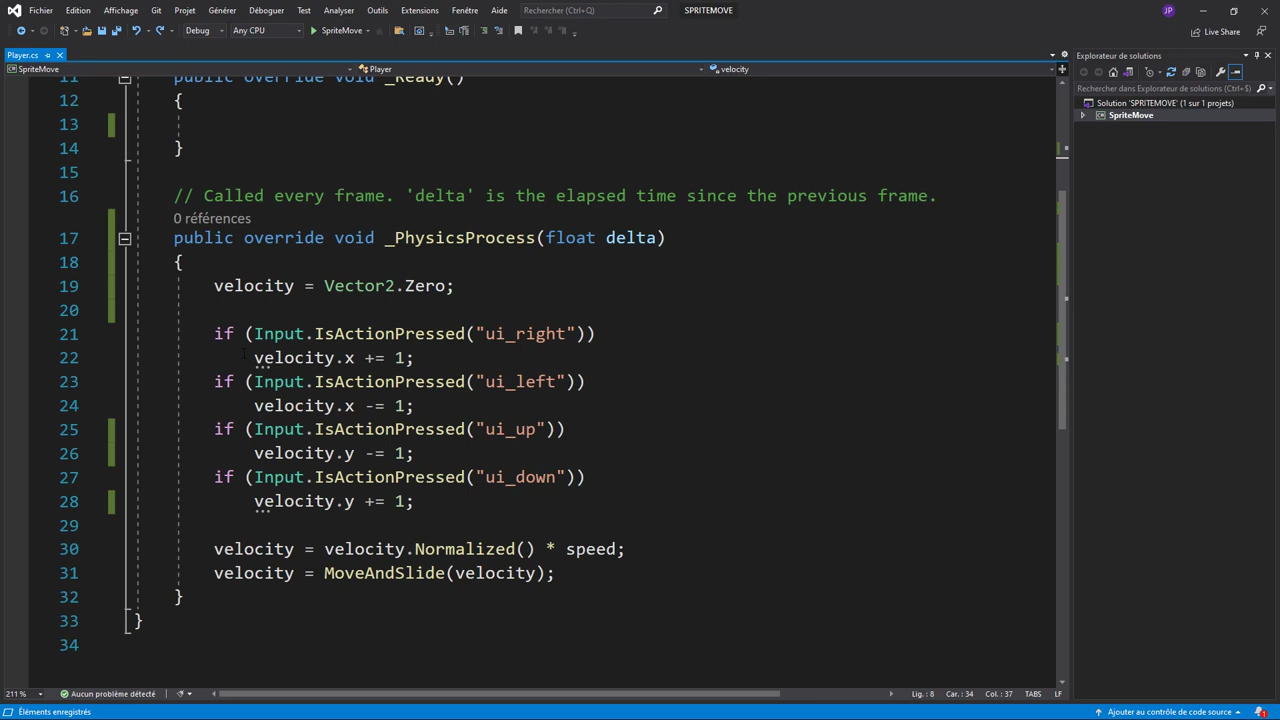 Fichier Edition Affichage Git Projet Générer Déboguer Test Analyser Outils Extensions Fenêtre Aide Rechercher (Ctrl+Q) SPRITEMOVE JP
Debug Any CPU SpriteMove Live Share
Player.cs Explorateur de solutions
SpriteMove Player velocity
Rechercher dans Explorateur de solutions (Ctrl+$)
Solution 'SPRITEMOVE' (1 sur 1 projets)
SpriteMove
11 public override void _Ready()
12 {
13
14 }
15
16 // Called every frame. 'delta' is the elapsed time since the previous frame.
0 références
17 public override void _PhysicsProcess(float delta)
18 {
19 velocity = Vector2.Zero;
20
21 if (Input.IsActionPressed("ui_right"))
22 velocity.x += 1;
23 if (Input.IsActionPressed("ui_left"))
24 velocity.x -= 1;
25 if (Input.IsActionPressed("ui_up"))
26 velocity.y -= 1;
27 if (Input.IsActionPressed("ui_down"))
28 velocity.y += 1;
29
30 velocity = velocity.Normalized() * speed;
31 velocity = MoveAndSlide(velocity);
32 }
33 }
34
211 % Aucun problème détecté Lig. : 8 Car. : 34 Col. : 37 TABS LF
Éléments enregistrés Ajouter au contrôle de code source 1